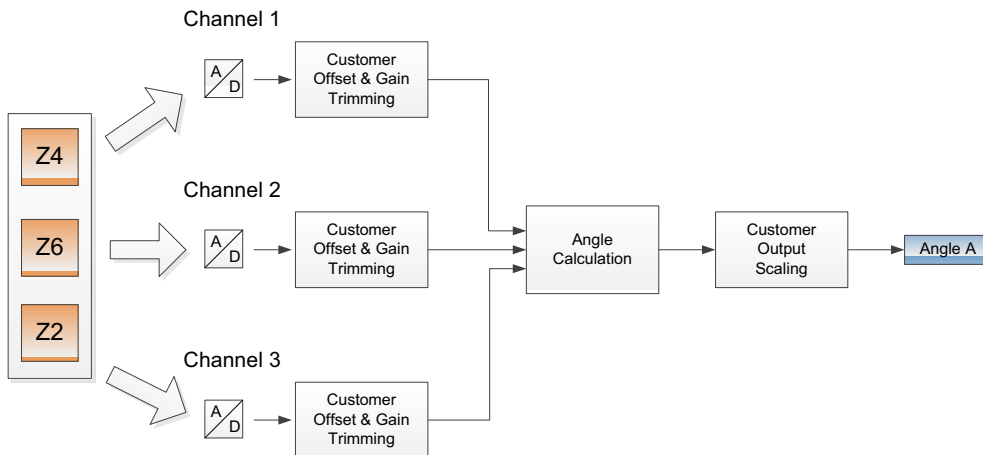 Channel 1
A
D
Customer
Offset & Gain
Trimming
Z4
Z6
Z2
Channel 2
A
D
Customer
Offset & Gain
Trimming
Angle
Calculation
Customer
Output
Scaling
Angle A
Channel 3
A
D
Customer
Offset & Gain
Trimming